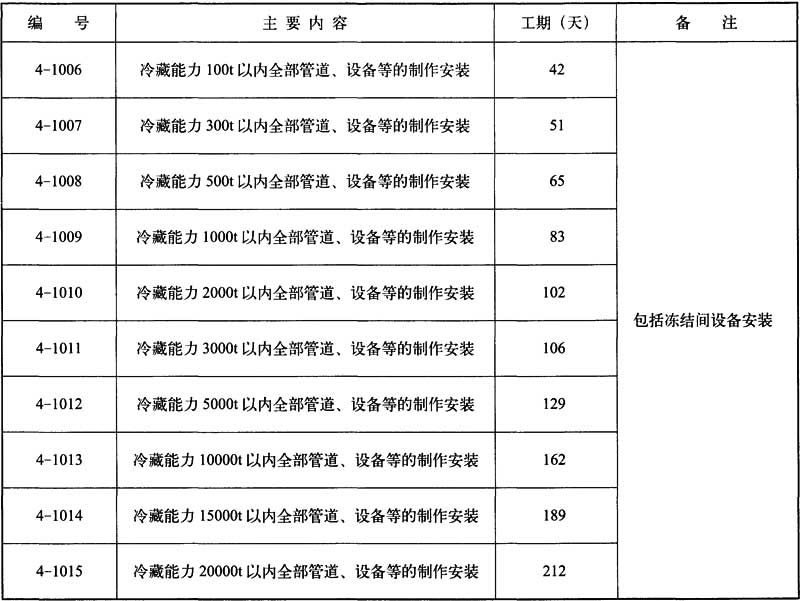 编 号 主 要 内 容 工期（天） 备 注
4-1006 冷藏能力 100t 以内全部管道、设备等的制作安装 42
4-1007 冷藏能力 300t 以内全部管道、设备等的制作安装 51
4-1008 冷藏能力 500t 以内全部管道、设备等的制作安装 65
4-1009 冷藏能力 1000t 以内全部管道、设备等的制作安装 83
4-1010 冷藏能力 2000t 以内全部管道、设备等的制作安装 102
包括冻结间设备安装
4-1011 冷藏能力 3000t 以内全部管道、设备等的制作安装 106
4-1012 冷藏能力 5000t 以内全部管道、设备等的制作安装 129
4-1013 冷藏能力 10000t 以内全部管道、设备等的制作安装 162
4-1014 冷藏能力 15000t 以内全部管道、设备等的制作安装 189
4-1015 冷藏能力 20000t 以内全部管道、设备等的制作安装 212